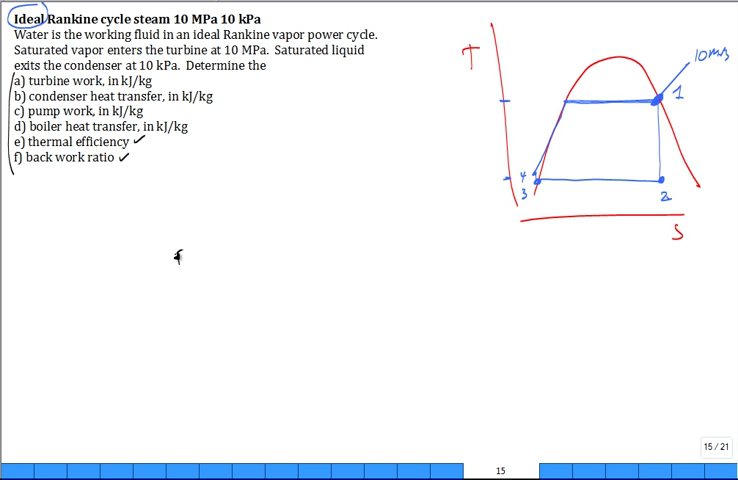 Ideal Rankine cycle steam 10 MPa 10 kPa
Water is the working fluid in an ideal Rankine vapor power cycle.
Saturated vapor enters the turbine at 10 MPa. Saturated liquid
exits the condenser at 10 kPa. Determine the
a) turbine work, in kJ/kg
b) condenser heat transfer, in kJ/kg
c) pump work, in kJ/kg
d) boiler heat transfer, in kJ/kg
e) thermal efficiency ✓
f) back work ratio ✓
T
1
4
3
2
S
15 / 21
15